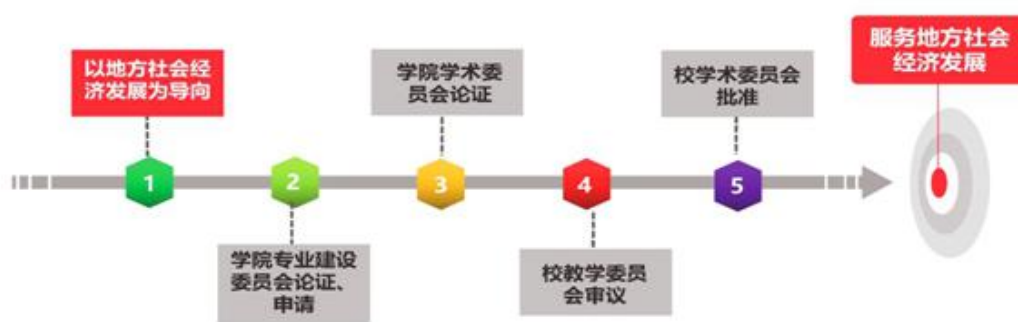 以地方社会经
济发展为导向
学院学术委
员会论证
校学术委员会
批准
服务地方社会
经济发展
1
2
3
4
5
学院专业建设
委员会论证、
申请
校教学委员
会审议